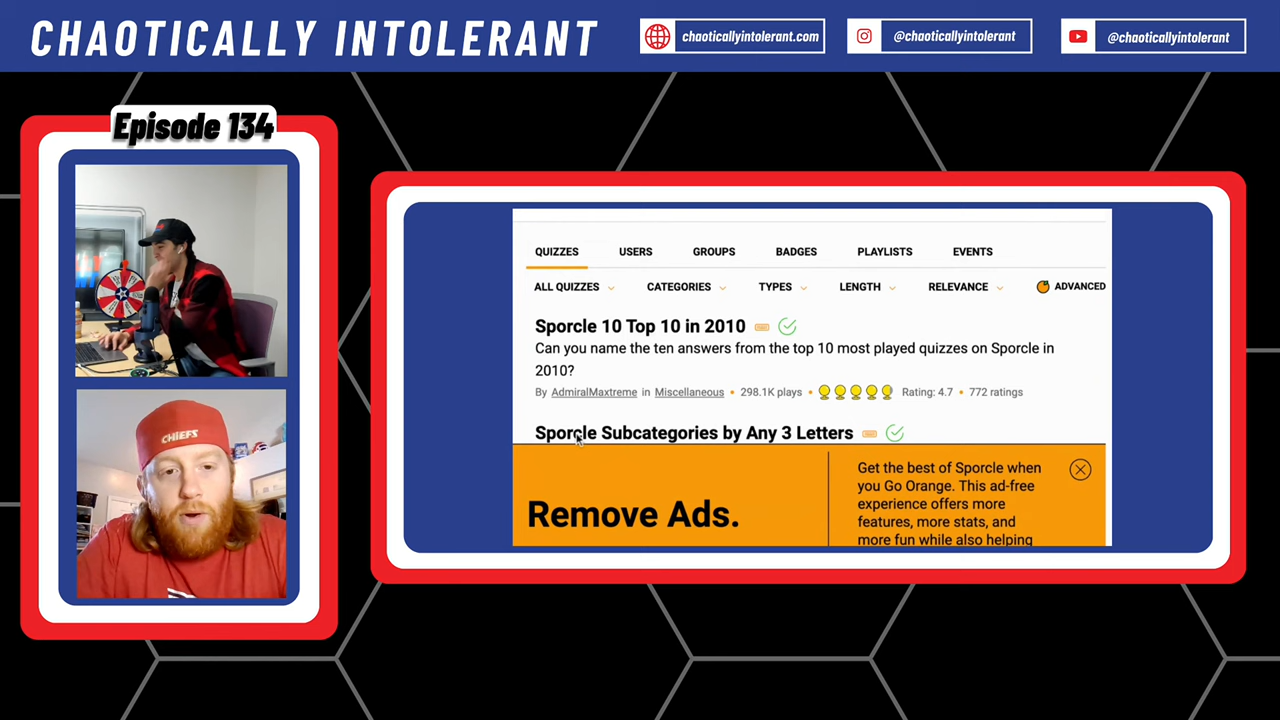 CHAOTICALLY INTOLERANT
chaoticallyintolerant.com
@chaoticallyintolerant
@chaoticallyintolerant
Episode 134
CHIEFS
QUIZZES USERS GROUPS BADGES PLAYLISTS EVENTS
ALL QUIZZES CATEGORIES TYPES LENGTH RELEVANCE ADVANCED
Sporcle 10 Top 10 in 2010
Can you name the ten answers from the top 10 most played quizzes on Sporcle in
2010?
By AdmiralMaxtreme in Miscellaneous • 298.1K plays • Rating: 4.7 • 772 ratings
Sporcle Subcategories by Any 3 Letters
Remove Ads.
Get the best of Sporcle when
you Go Orange. This ad-free
experience offers more
features, more stats, and
more fun while also helping